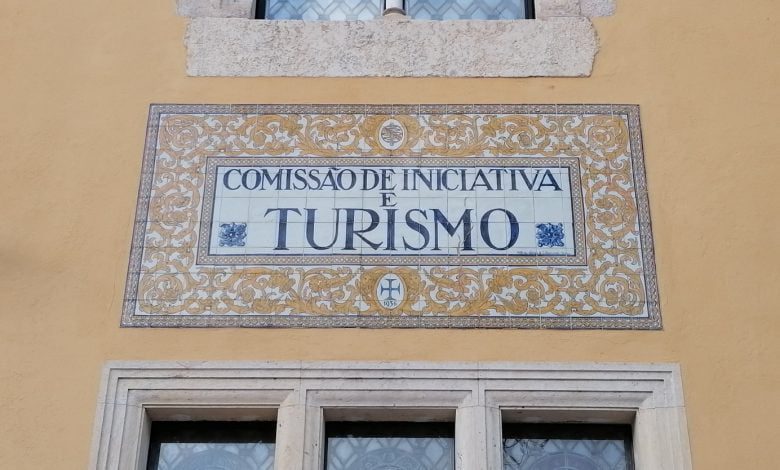 COMISSÃO DE INICIATIVA
E
TURISMO